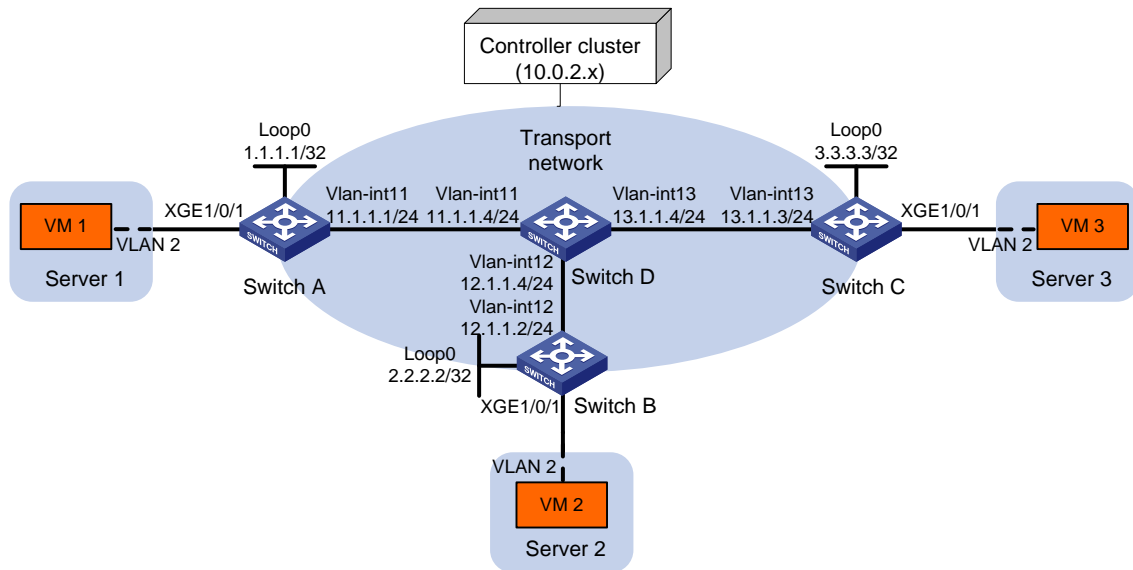 Controller cluster
(10.0.2.x)
Transport
network
Loop0
1.1.1.1/32
Loop0
3.3.3.3/32
Vlan-int11
11.1.1.1/24
Vlan-int11
11.1.1.4/24
Vlan-int13
13.1.1.4/24
Vlan-int13
13.1.1.3/24
XGE1/0/1
XGE1/0/1
VM 1
VLAN 2
Server 1
SWITCH
Switch A
SWITCH
Switch D
SWITCH
Switch C
VM 3
VLAN 2
Server 3
Vlan-int12
12.1.1.4/24
Vlan-int12
12.1.1.2/24
Loop0
2.2.2.2/32
SWITCH
Switch B
XGE1/0/1
VLAN 2
VM 2
Server 2